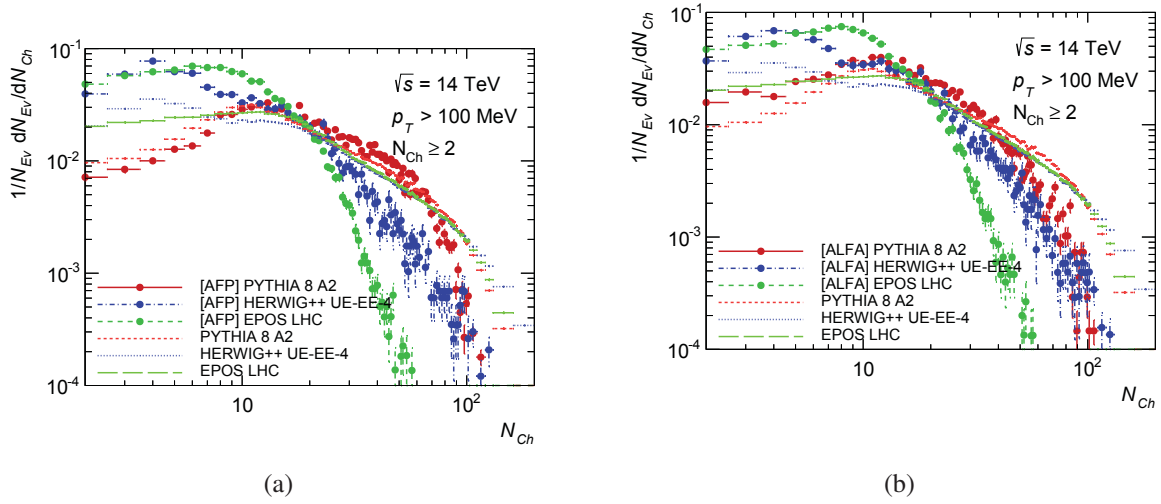 1/N_Ev dN_Ev/dN_Ch
10^-1
10^-2
10^-3
10^-4
√s = 14 TeV
p_T > 100 MeV
N_Ch ≥ 2
[AFP] PYTHIA 8 A2
[AFP] HERWIG++ UE-EE-4
[AFP] EPOS LHC
PYTHIA 8 A2
HERWIG++ UE-EE-4
EPOS LHC
10 10^2
N_Ch
(a)
1/N_Ev dN_Ev/dN_Ch
10^-1
10^-2
10^-3
10^-4
√s = 14 TeV
p_T > 100 MeV
N_Ch ≥ 2
[ALFA] PYTHIA 8 A2
[ALFA] HERWIG++ UE-EE-4
[ALFA] EPOS LHC
PYTHIA 8 A2
HERWIG++ UE-EE-4
EPOS LHC
10 10^2
N_Ch
(b)